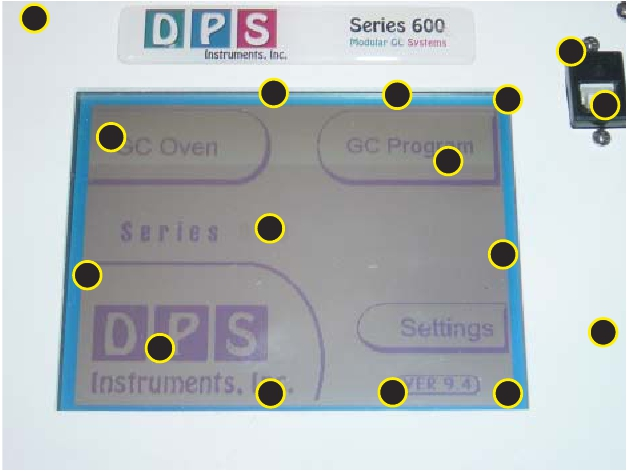 DPS
Instruments, Inc.
Series 600
Modular GC Systems
GC Oven
GC Program
Series
DPS
Instruments, Inc.
Settings
VER 9.4